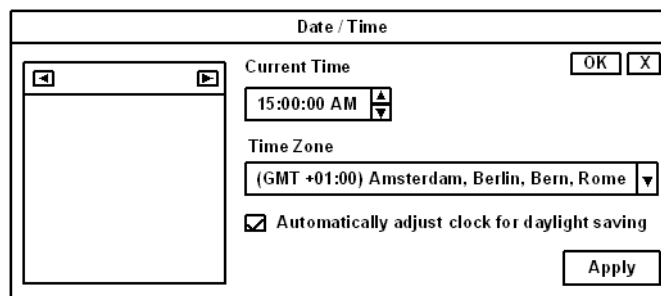 Date / Time
Current Time
OK
X
15:00:00 AM
Time Zone
(GMT +01:00) Amsterdam, Berlin, Bern, Rome
Automatically adjust clock for daylight saving
Apply